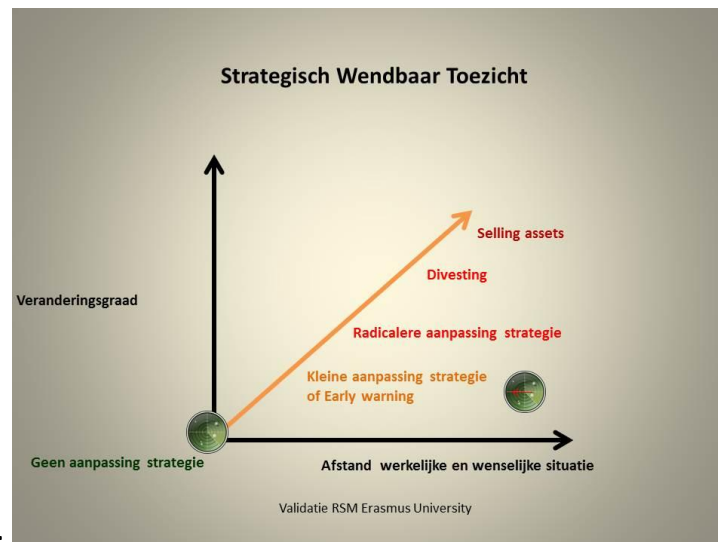 Strategisch Wendbaar Toezicht
Selling assets
Divesting
Veranderingsgraad
Radicalere aanpassing strategie
Kleine aanpassing strategie
of Early warning
Geen aanpassing strategie
Afstand werkelijke en wenselijke situatie
Validatie RSM Erasmus University